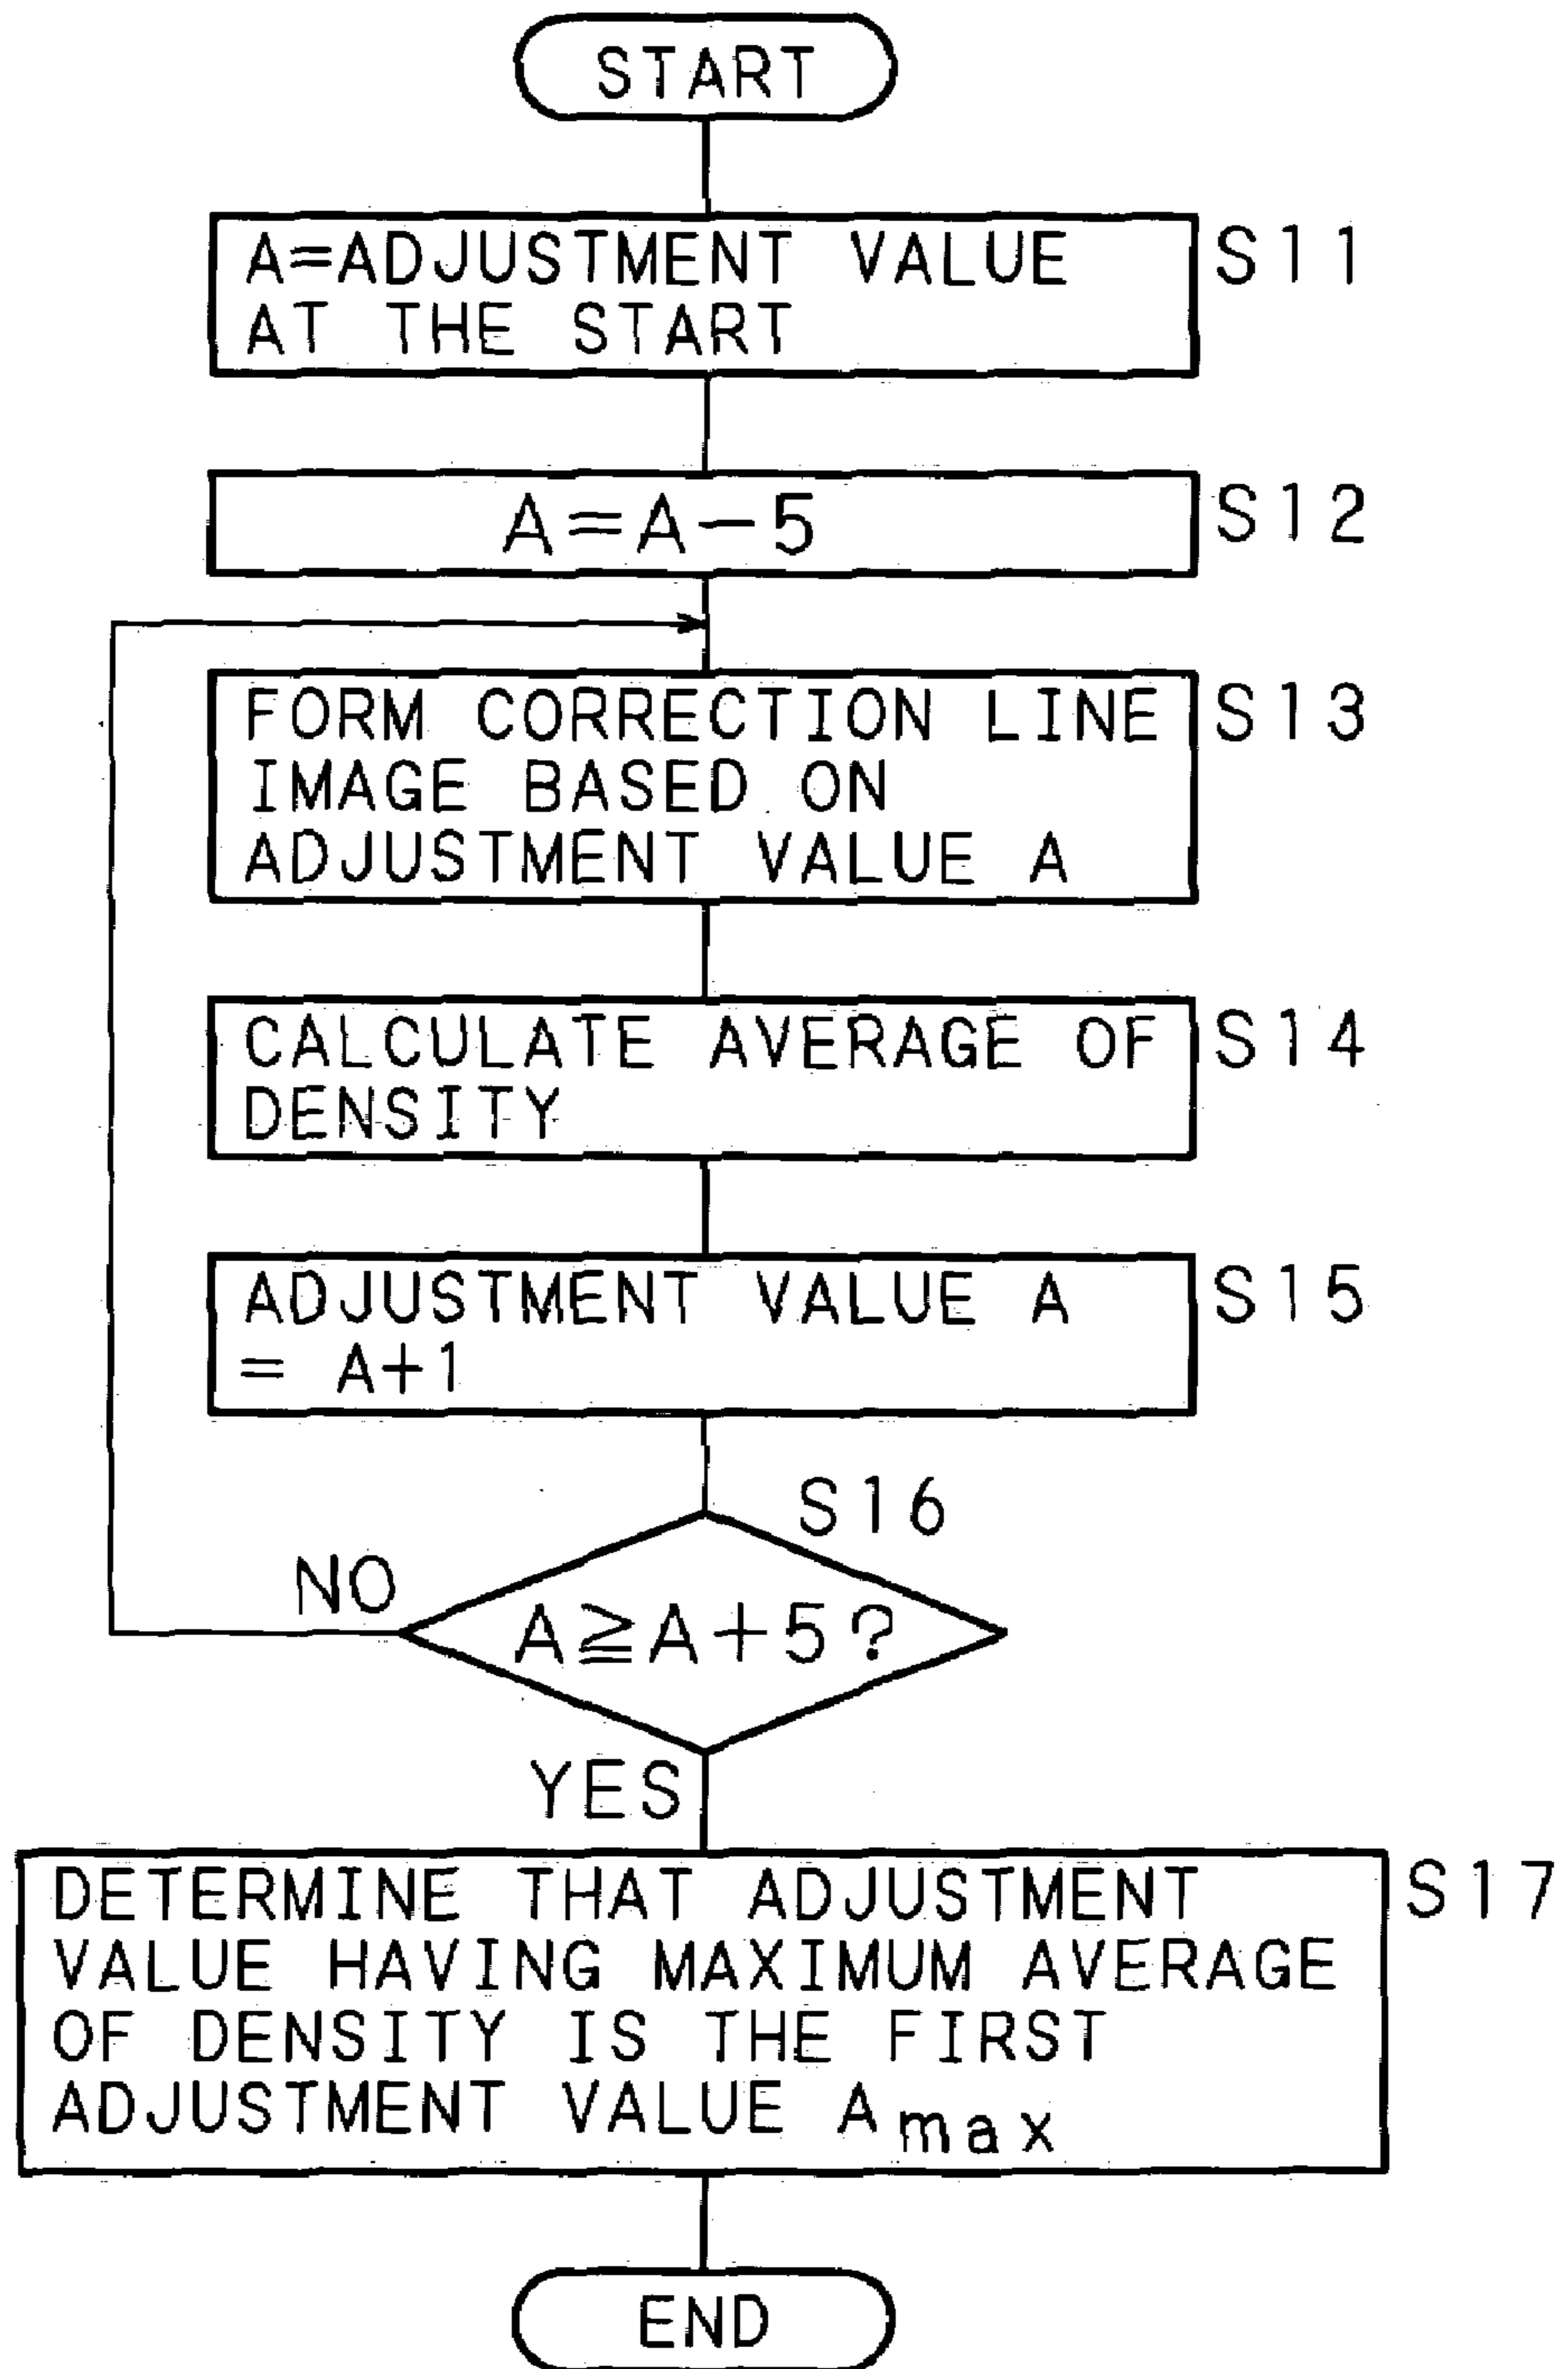 START
A=ADJUSTMENT VALUE
AT THE START
S11
A=A-5
S12
FORM CORRECTION LINE
IMAGE BASED ON
ADJUSTMENT VALUE A
S13
CALCULATE AVERAGE OF
DENSITY
S14
ADJUSTMENT VALUE A
= A+1
S15
S16
NO
A≧A+5?
YES
DETERMINE THAT ADJUSTMENT
VALUE HAVING MAXIMUM AVERAGE
OF DENSITY IS THE FIRST
ADJUSTMENT VALUE Amax
S17
END